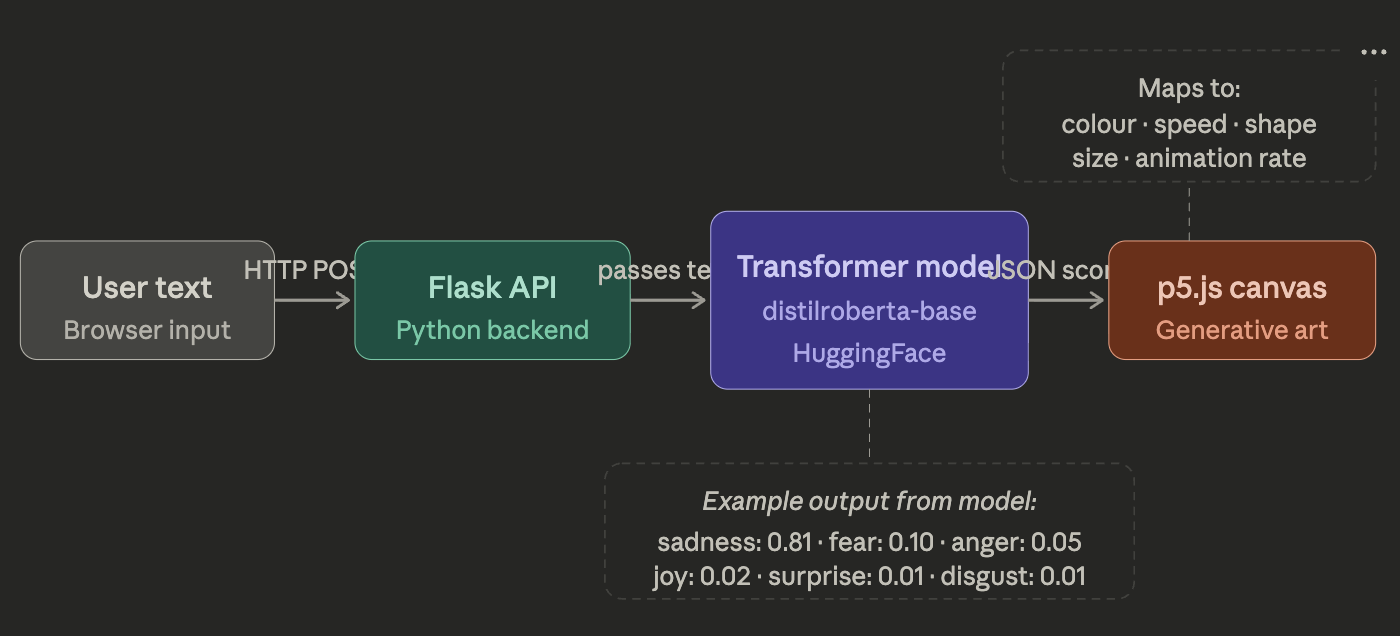 Maps to:
colour · speed · shape
size · animation rate
User text
Browser input
HTTP POS
Flask API
Python backend
passes te
Transformer model
distilroberta-base
HuggingFace
JSON scor
p5.js canvas
Generative art
Example output from model:
sadness: 0.81 · fear: 0.10 · anger: 0.05
joy: 0.02 · surprise: 0.01 · disgust: 0.01